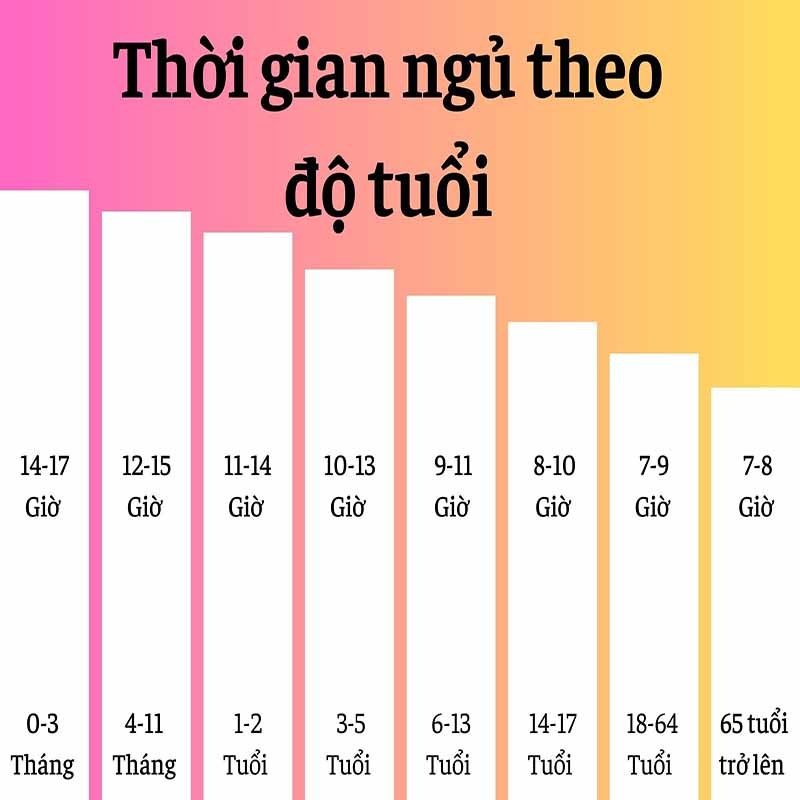 Thời gian ngủ theo
độ tuổi
14-17 12-15 11-14 10-13 9-11 8-10 7-9 7-8
Giờ Giờ Giờ Giờ Giờ Giờ Giờ Giờ
0-3 4-11 1-2 3-5 6-13 14-17 18-64 65 tuổi
Tháng Tháng Tuổi Tuổi Tuổi Tuổi Tuổi trở lên